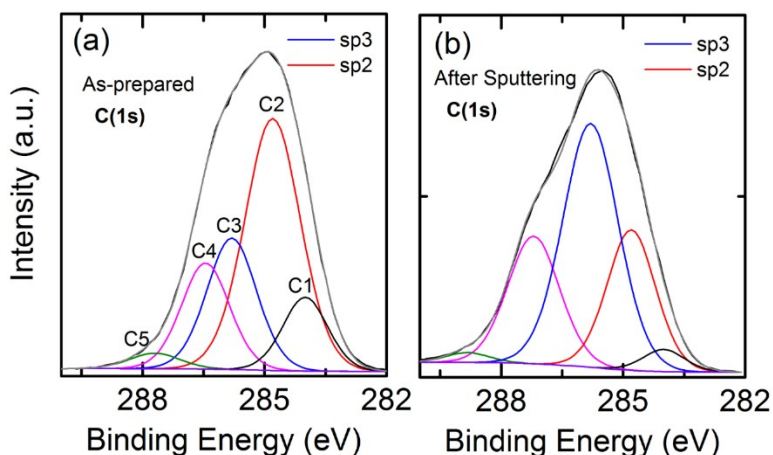 (a)
sp3
sp2
As-prepared
C(1s)
C2
C3
C4
C1
C5
Intensity (a.u.)
288
285
282
Binding Energy (eV)
(b)
sp3
sp2
After Sputtering
C(1s)
288
285
282
Binding Energy (eV)